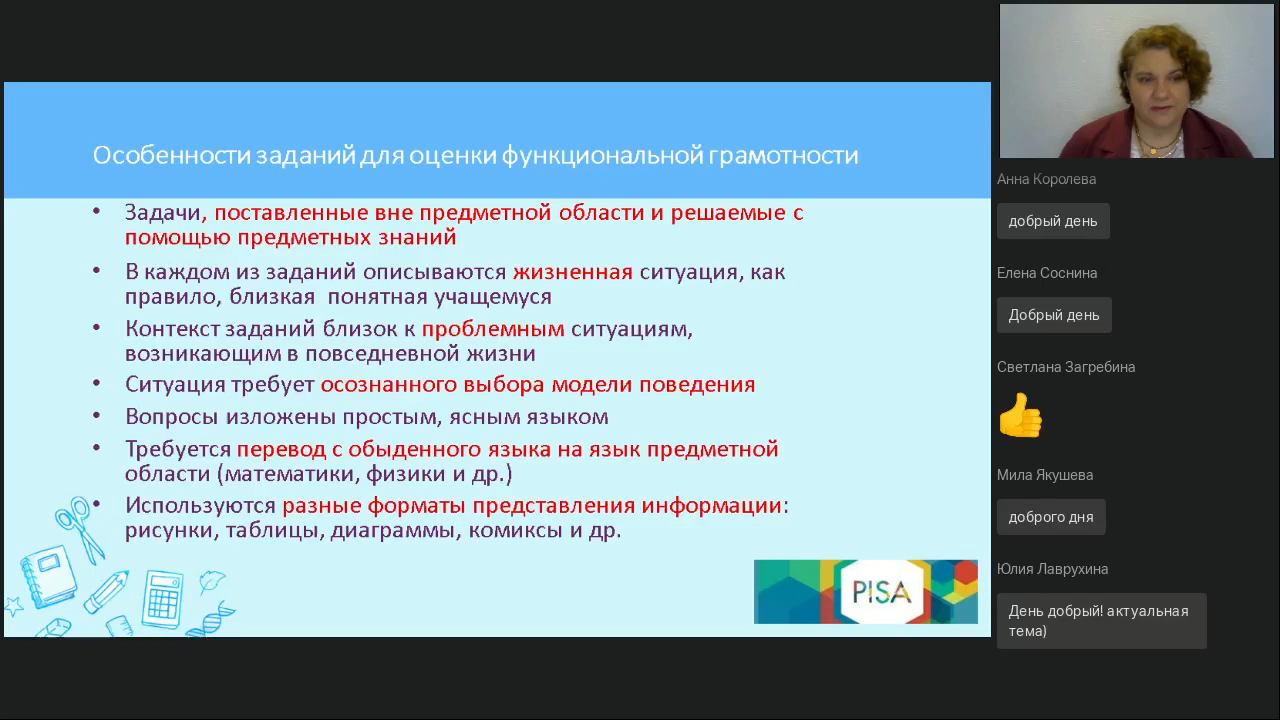 Особенности заданий для оценки функциональной грамотности
• Задачи, поставленные вне предметной области и решаемые с
помощью предметных знаний
• В каждом из заданий описываются жизненная ситуация, как
правило, близкая понятная учащемуся
• Контекст заданий близок к проблемным ситуациям,
возникающим в повседневной жизни
• Ситуация требует осознанного выбора модели поведения
• Вопросы изложены простым, ясным языком
• Требуется перевод с обыденного языка на язык предметной
области (математики, физики и др.)
• Используются разные форматы представления информации:
рисунки, таблицы, диаграммы, комиксы и др.
PISA
Анна Королева
добрый день
Елена Соснина
Добрый день
Светлана Загребина
Мила Якушева
доброго дня
Юлия Лаврухина
День добрый! актуальная
тема)